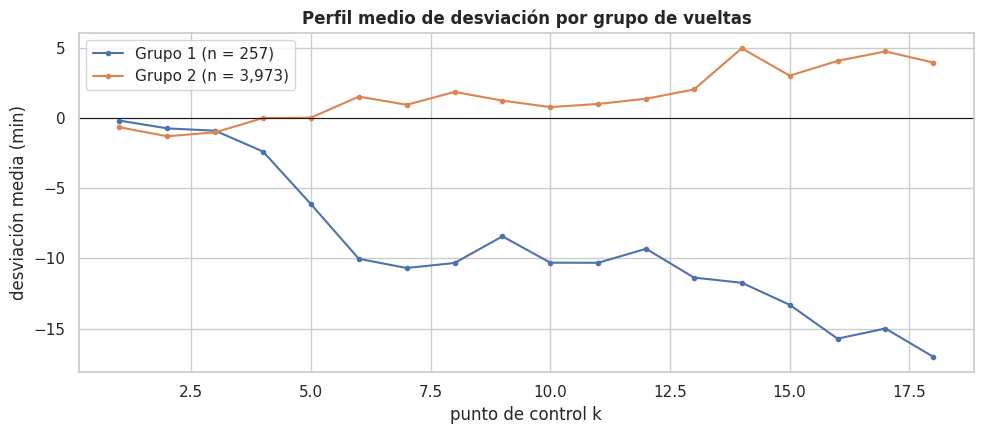 Perfil medio de desviación por grupo de vueltas
Grupo 1 (n = 257)
Grupo 2 (n = 3,973)
desviación media (min)
5
0
−5
−10
−15
2.5
5.0
7.5
10.0
12.5
15.0
17.5
punto de control k